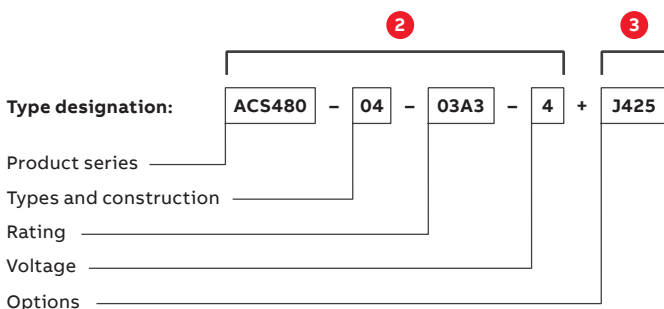 2 3
Type designation: ACS480 – 04 – 03A3 – 4 + J425
Product series
Types and construction
Rating
Voltage
Options